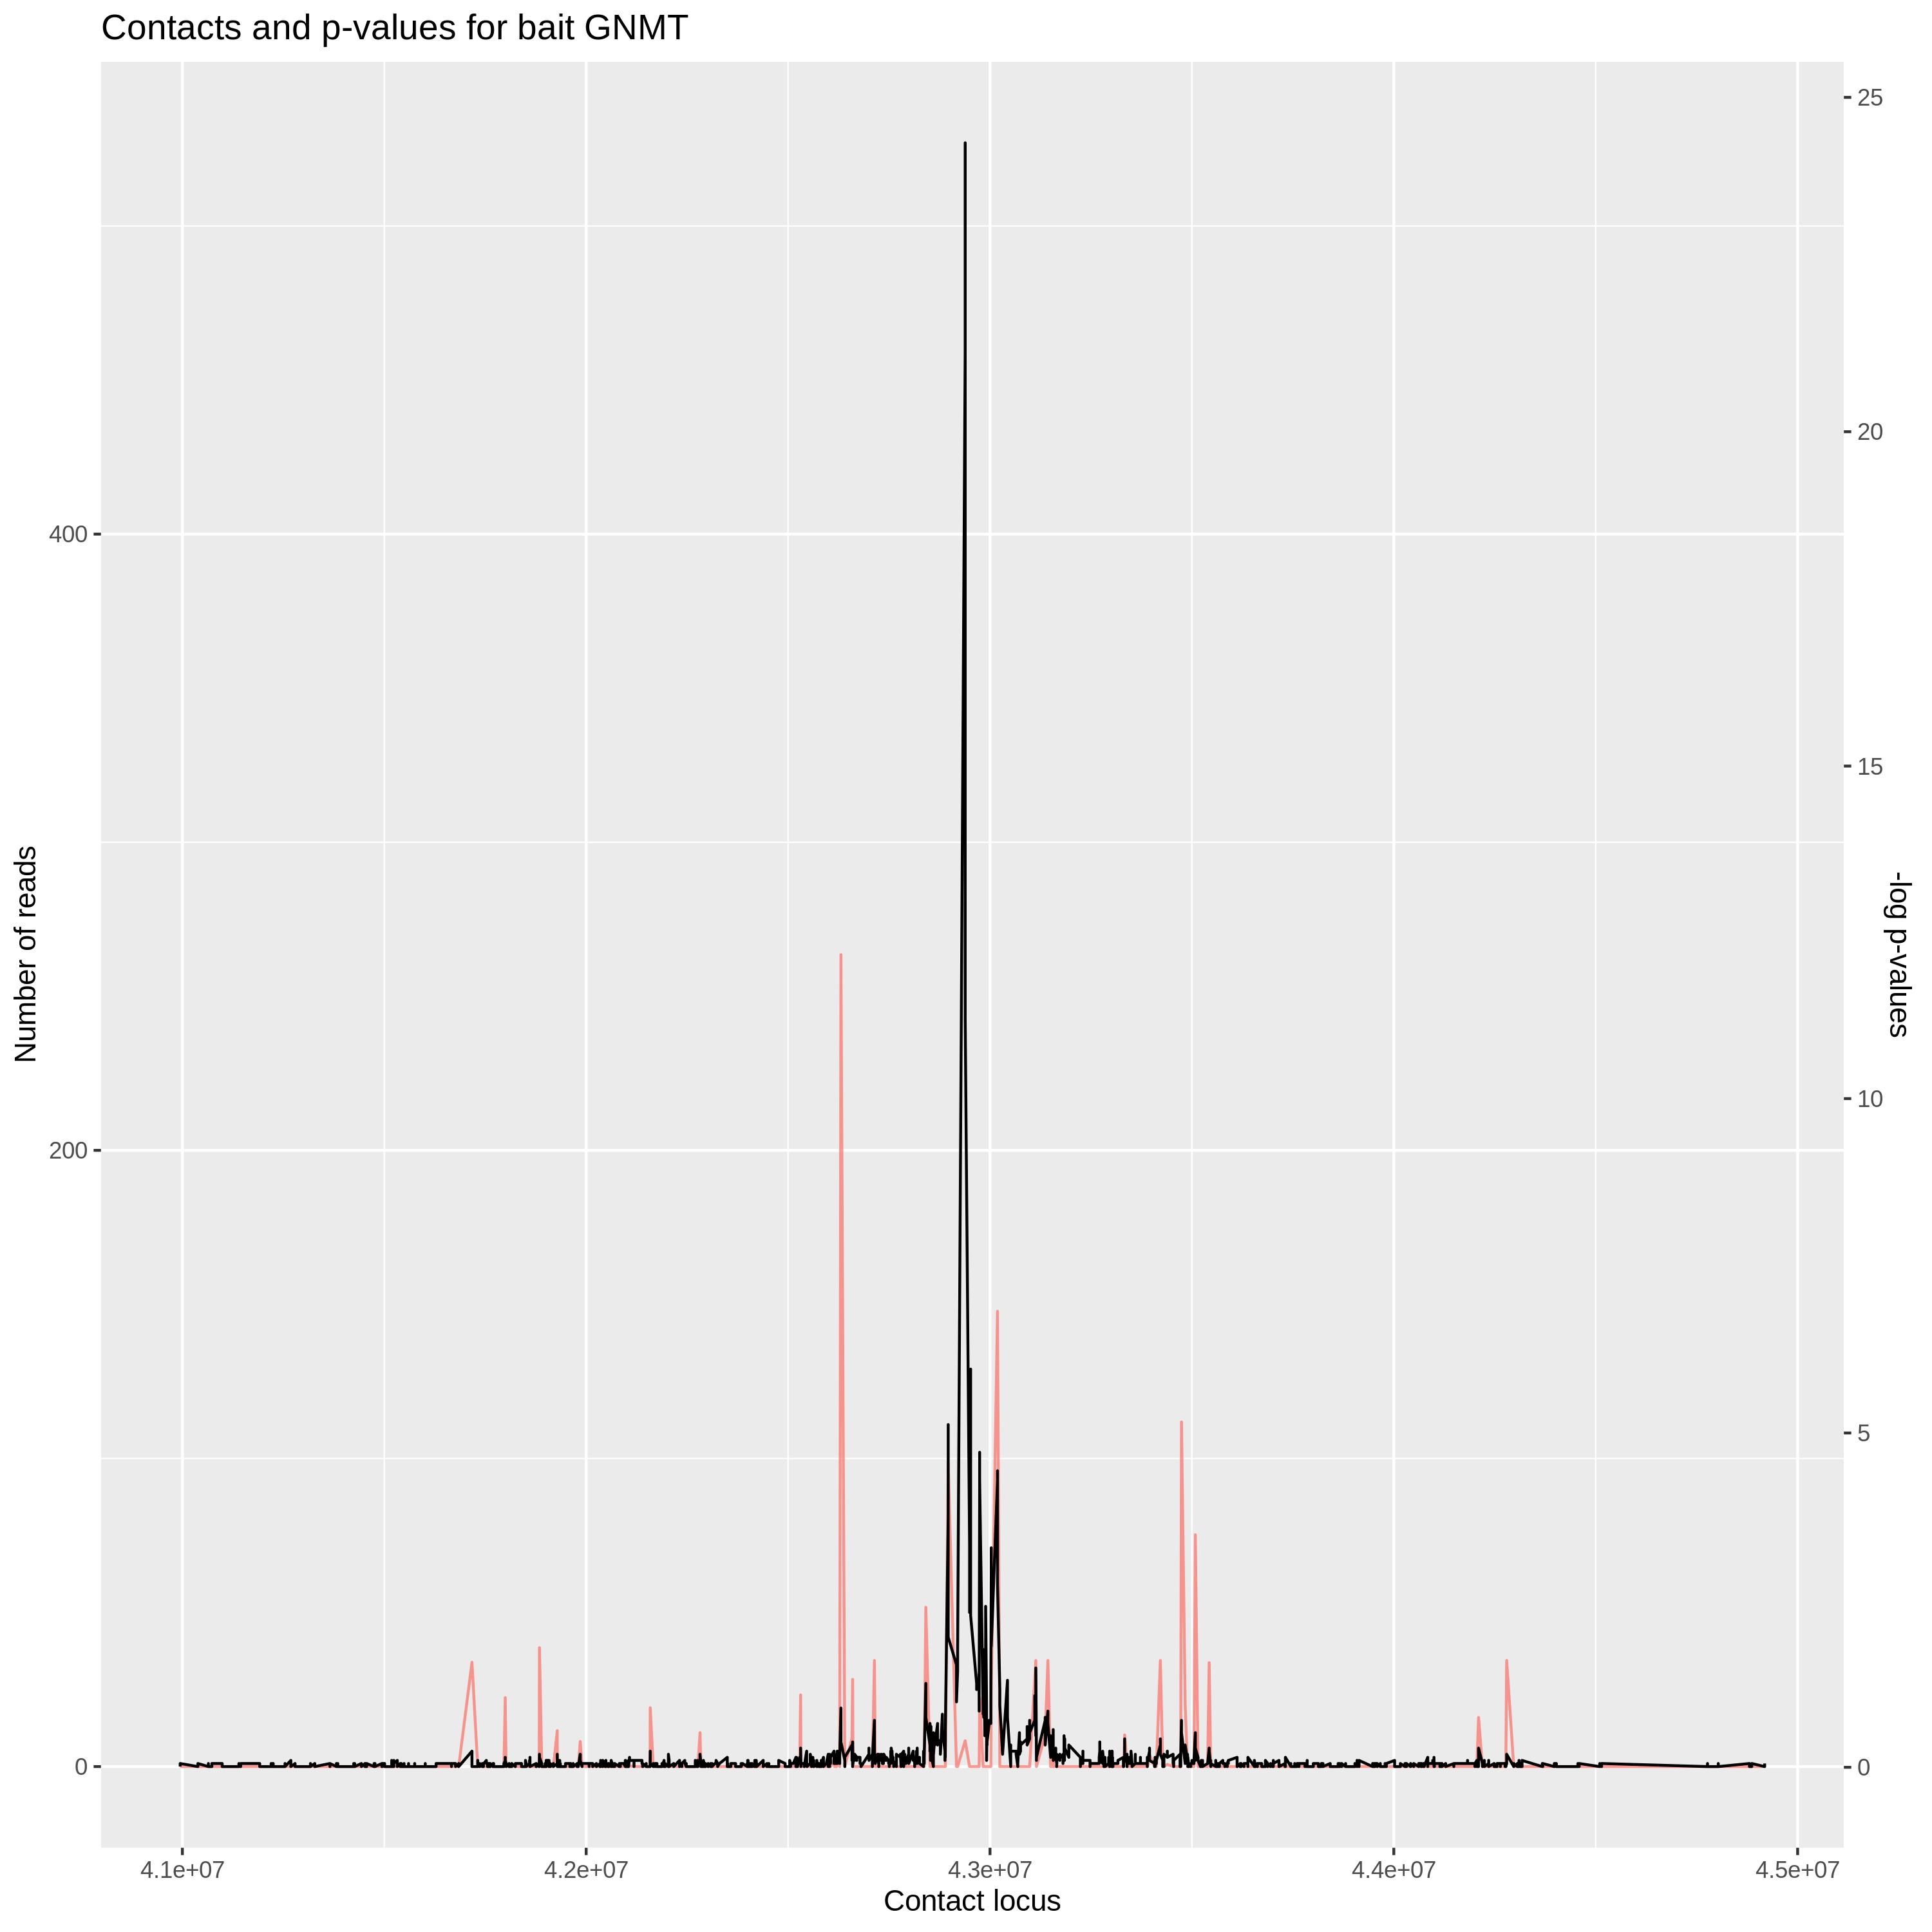 Contacts and p-values for bait GNMT
25
20
400
15
Number of reads
-log p-values
10
200
5
0
0
4.1e+07
4.2e+07
4.3e+07
4.4e+07
4.5e+07
Contact locus